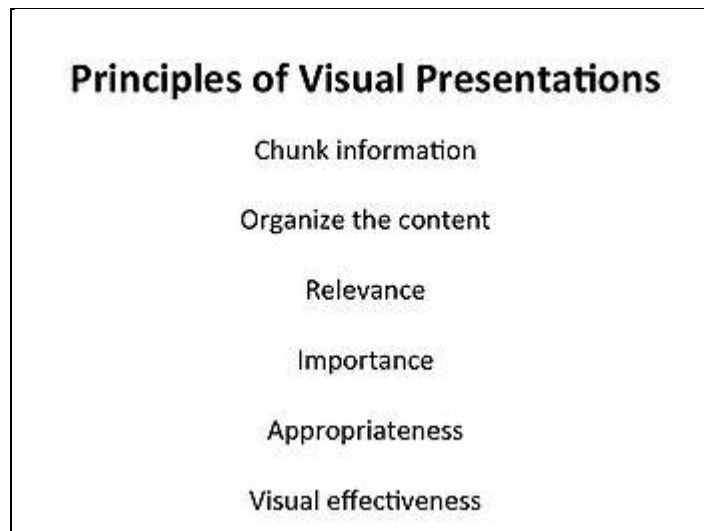 Principles of Visual Presentations
Chunk information
Organize the content
Relevance
Importance
Appropriateness
Visual effectiveness